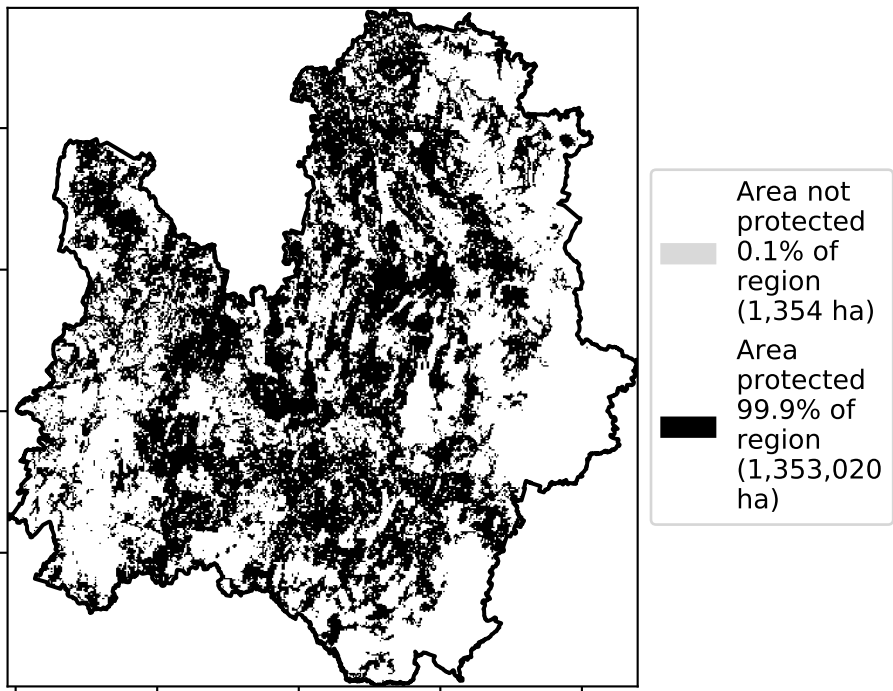 Area not
protected
0.1% of
region
(1,354 ha)
Area
protected
99.9% of
region
(1,353,020
ha)